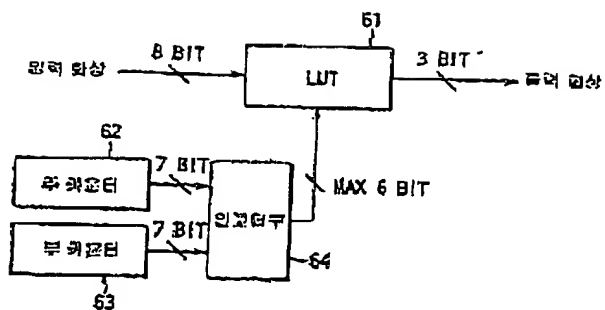 61
8 BIT
입력 화상
LUT
3 BIT
출력 화상
62
7 BIT
주 카운터
MAX 6 BIT
인코더부
7 BIT
부 카운터
64
63